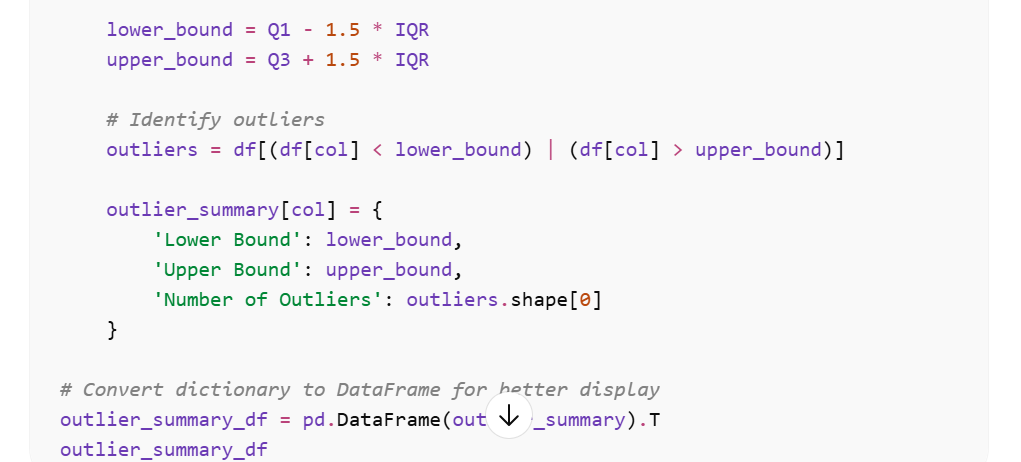 lower_bound = Q1 - 1.5 * IQR
upper_bound = Q3 + 1.5 * IQR
# Identify outliers
outliers = df[(df[col] < lower_bound) | (df[col] > upper_bound)]
outlier_summary[col] = {
'Lower Bound': lower_bound,
'Upper Bound': upper_bound,
'Number of Outliers': outliers.shape[0]
}
# Convert dictionary to DataFrame for better display
outlier_summary_df = pd.DataFrame(out _summary).T
outlier_summary_df